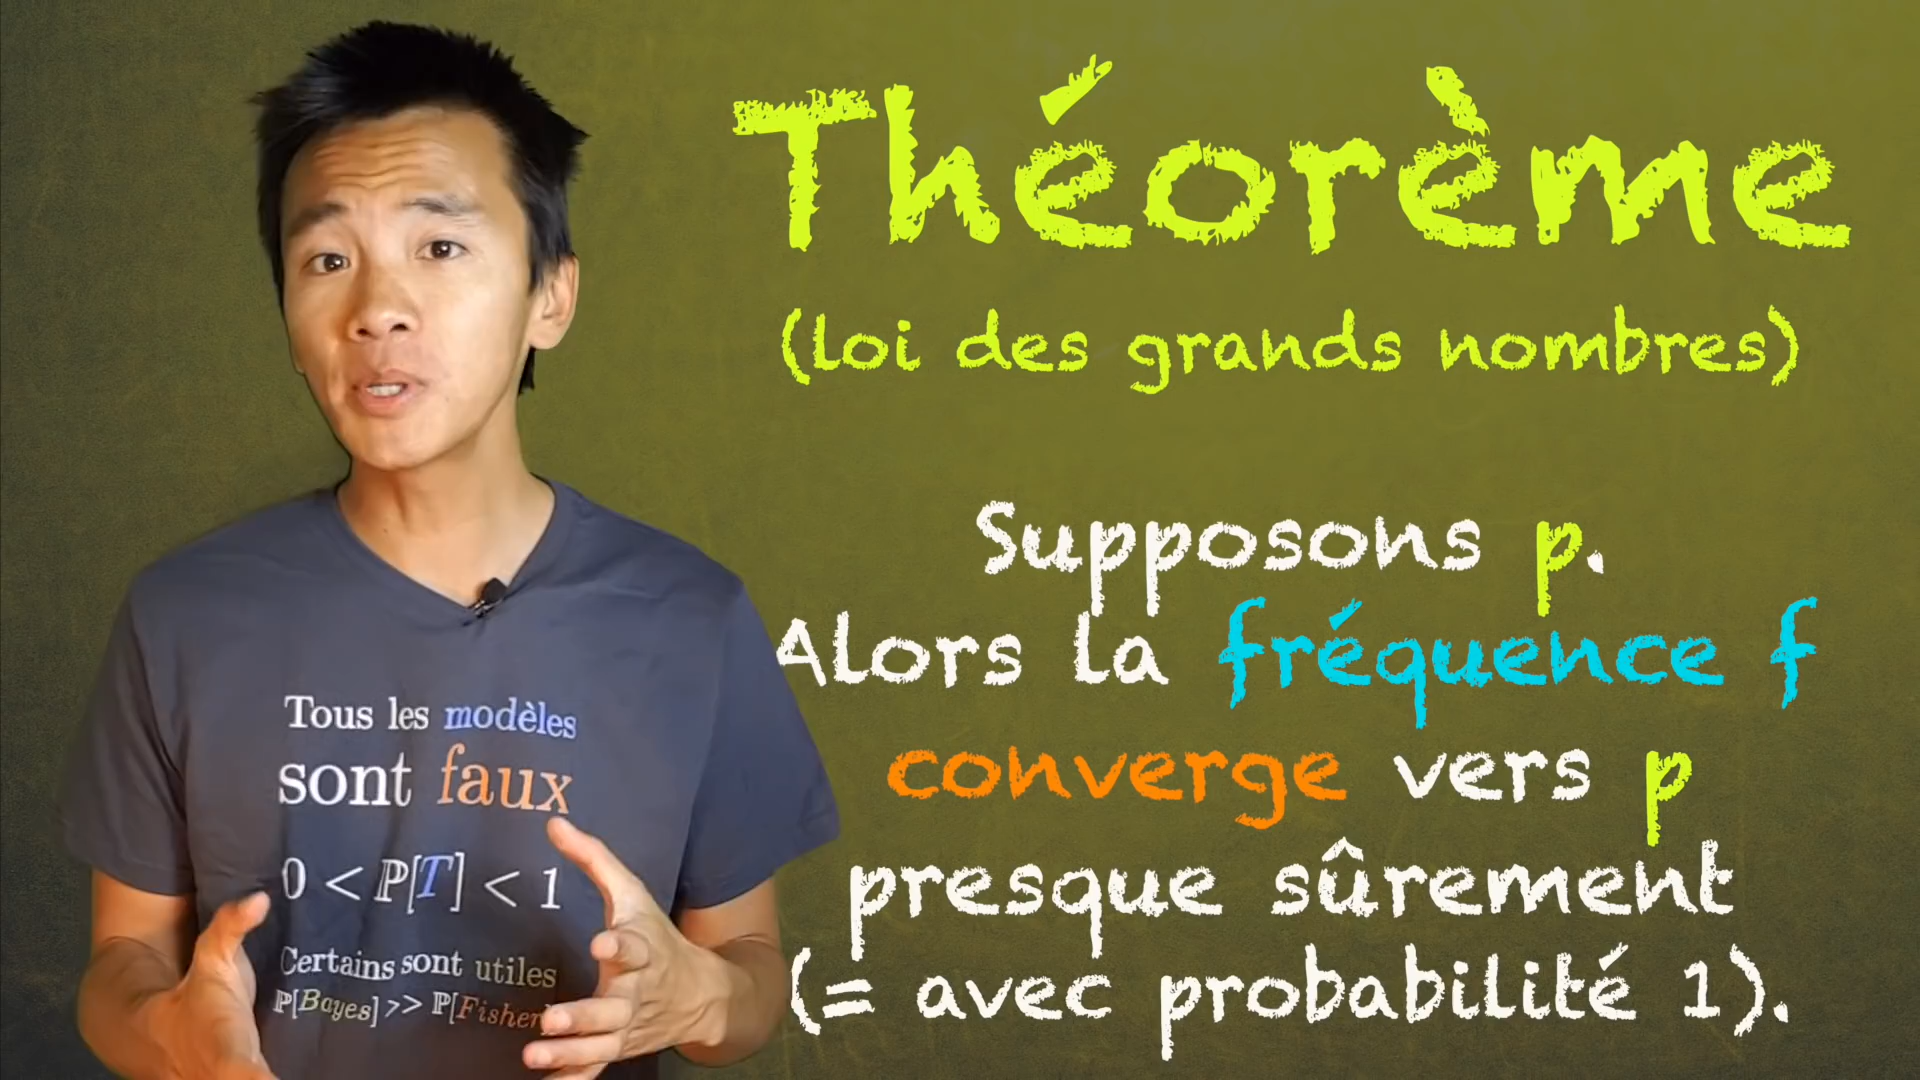 Théorème
(loi des grands nombres)
Supposons p.
Alors la fréquence f
converge vers p
presque sûrement
(= avec probabilité 1).
Tous les modèles
sont faux
0 < ℙ[T] < 1
Certains sont utiles
ℙ[Bayes] >> ℙ[Fisher]